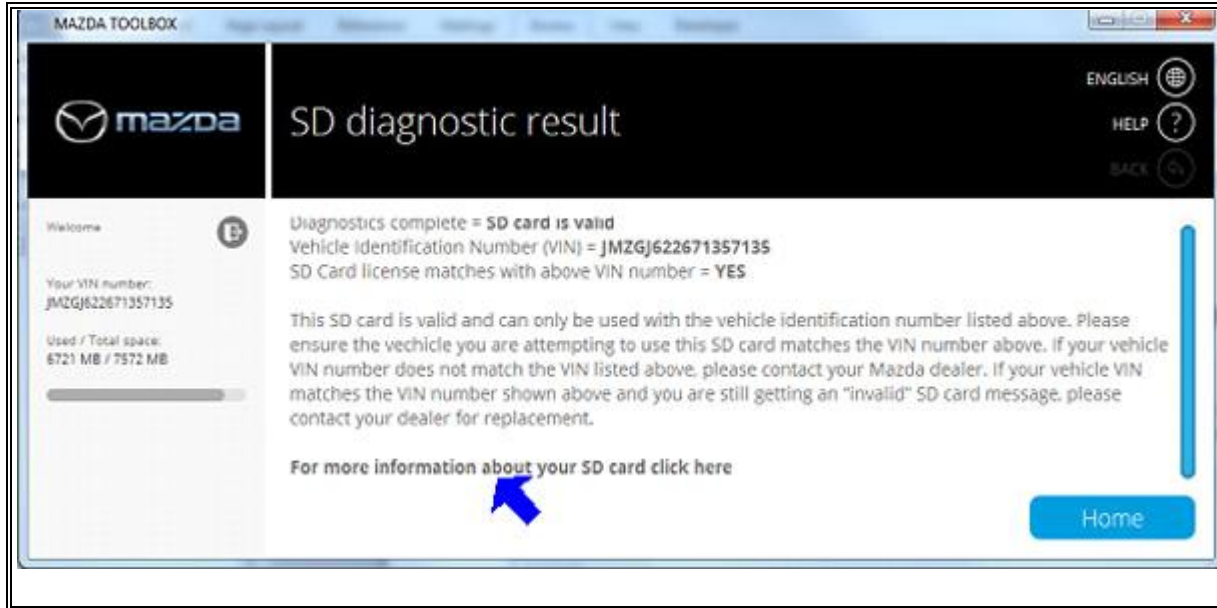 MAZDA TOOLBOX
mazda
SD diagnostic result
ENGLISH
HELP
BACK
Welcome
Your VIN number:
JMZGJ622671357135
Used / Total space:
6721 MB / 7572 MB
Diagnostics complete = SD card is valid
Vehicle Identification Number (VIN) = JMZGJ622671357135
SD Card license matches with above VIN number = YES
This SD card is valid and can only be used with the vehicle identification number listed above. Please
ensure the vechicle you are attempting to use this SD card matches the VIN number above. If your vehicle
VIN number does not match the VIN listed above, please contact your Mazda dealer. If your vehicle VIN
matches the VIN number shown above and you are still getting an "invalid" SD card message, please
contact your dealer for replacement.
For more information about your SD card click here
Home